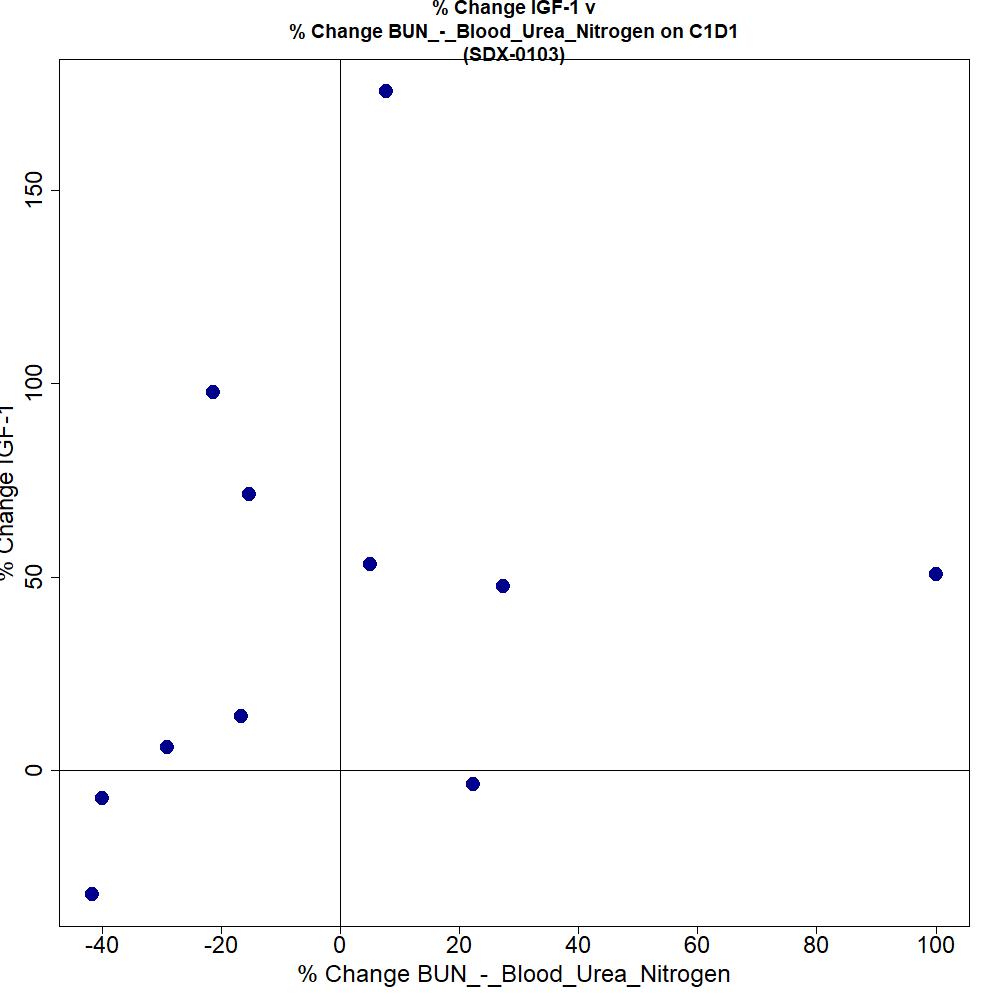 % Change IGF-1 v
% Change BUN_-_Blood_Urea_Nitrogen on C1D1
(SDX-0103)
150
100
50
0
% Change IGF-1
-40 -20 0 20 40 60 80 100
% Change BUN_-_Blood_Urea_Nitrogen